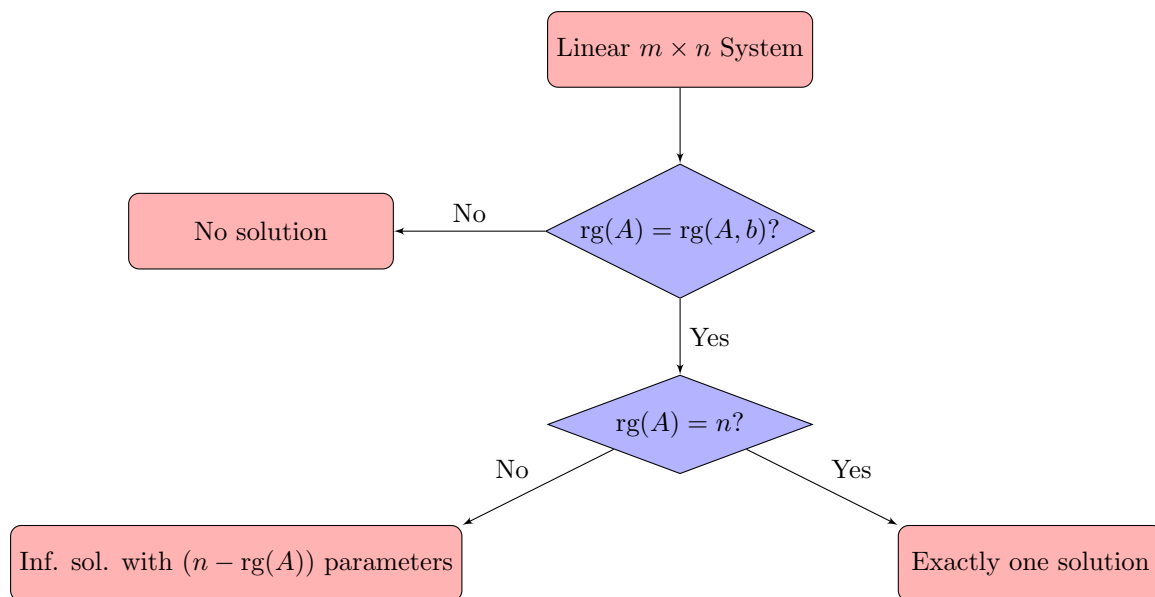 Linear m × n System
No
No solution
rg(A) = rg(A, b)?
Yes
rg(A) = n?
No
Yes
Inf. sol. with (n − rg(A)) parameters
Exactly one solution